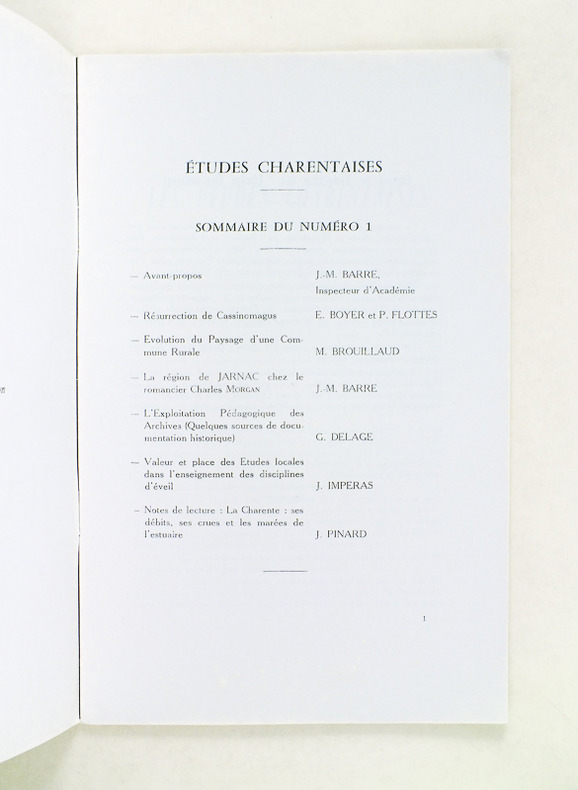 ÉTUDES CHARENTAISES
SOMMAIRE DU NUMÉRO 1
— Avant-propos J.-M. BARRE,
Inspecteur d'Académie
— Résurrection de Cassinomagus E. BOYER et P. FLOTTES
— Evolution du Paysage d'une Com-
mune Rurale M. BROUILLAUD
— La région de JARNAC chez le
romancier Charles MORGAN J.-M. BARRE
— L'Exploitation Pédagogique des
Archives (Quelques sources de docu-
mentation historique) G. DELAGE
— Valeur et place des Etudes locales
dans l'enseignement des disciplines
d'éveil J. IMPERAS
— Notes de lecture : La Charente : ses
débits, ses crues et les marées de
l'estuaire J. PINARD
1